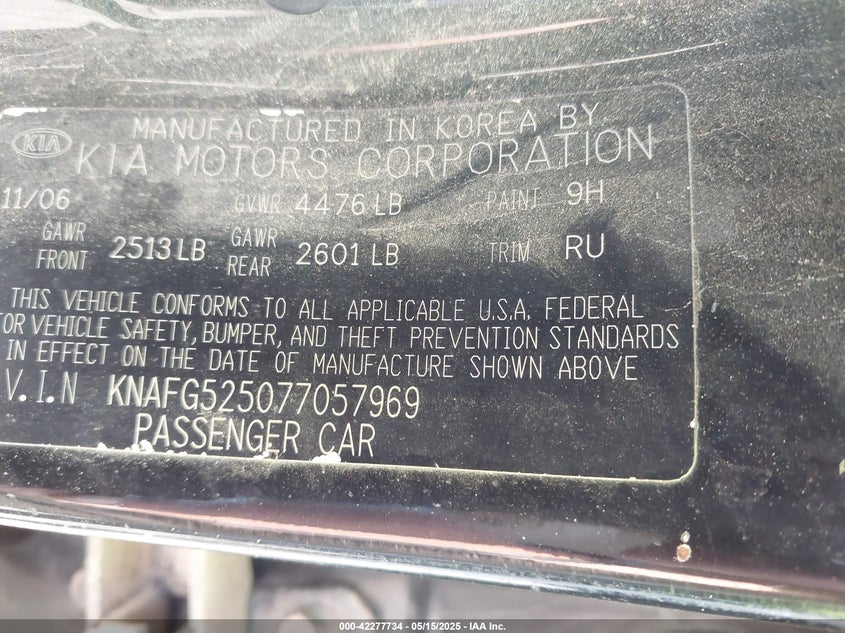 MANUFACTURED IN KOREA BY
KIA KIA MOTORS CORPORATION
11/06 GVWR 4476 LB PAINT 9H
GAWR FRONT 2513 LB GAWR REAR 2601 LB TRIM RU
THIS VEHICLE CONFORMS TO ALL APPLICABLE U.S.A. FEDERAL
TOR VEHICLE SAFETY, BUMPER, AND THEFT PREVENTION STANDARDS
IN EFFECT ON THE DATE OF MANUFACTURE SHOWN ABOVE
V.I.N KNAFG525077057969
PASSENGER CAR
000-42277734 - 05/15/2025 - IAA Inc.